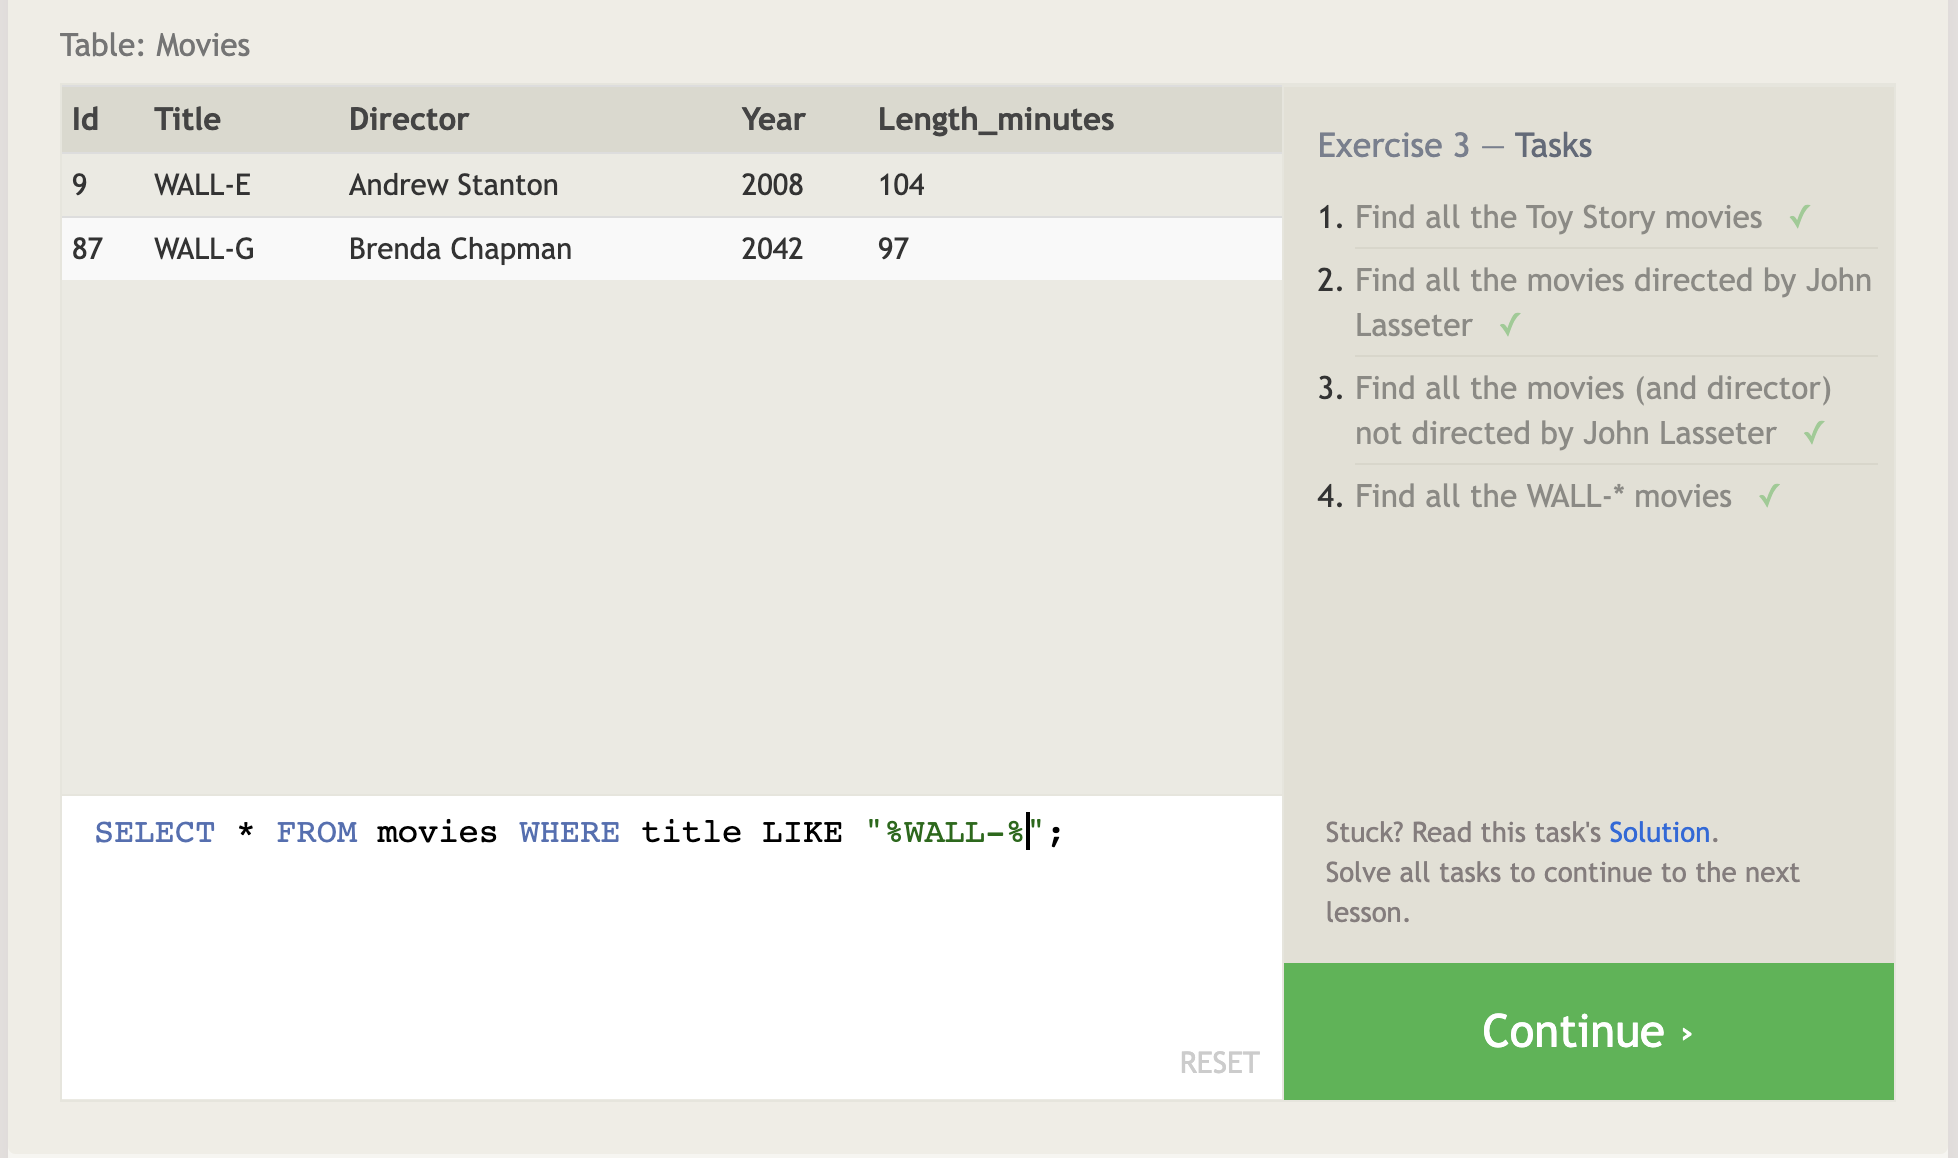 Table: Movies
Id Title Director Year Length_minutes
9 WALL-E Andrew Stanton 2008 104
87 WALL-G Brenda Chapman 2042 97
SELECT * FROM movies WHERE title LIKE "%WALL-%";
RESET
Exercise 3 — Tasks
1. Find all the Toy Story movies ✓
2. Find all the movies directed by John
Lasseter ✓
3. Find all the movies (and director)
not directed by John Lasseter ✓
4. Find all the WALL-* movies ✓
Stuck? Read this task's Solution.
Solve all tasks to continue to the next
lesson.
Continue ›